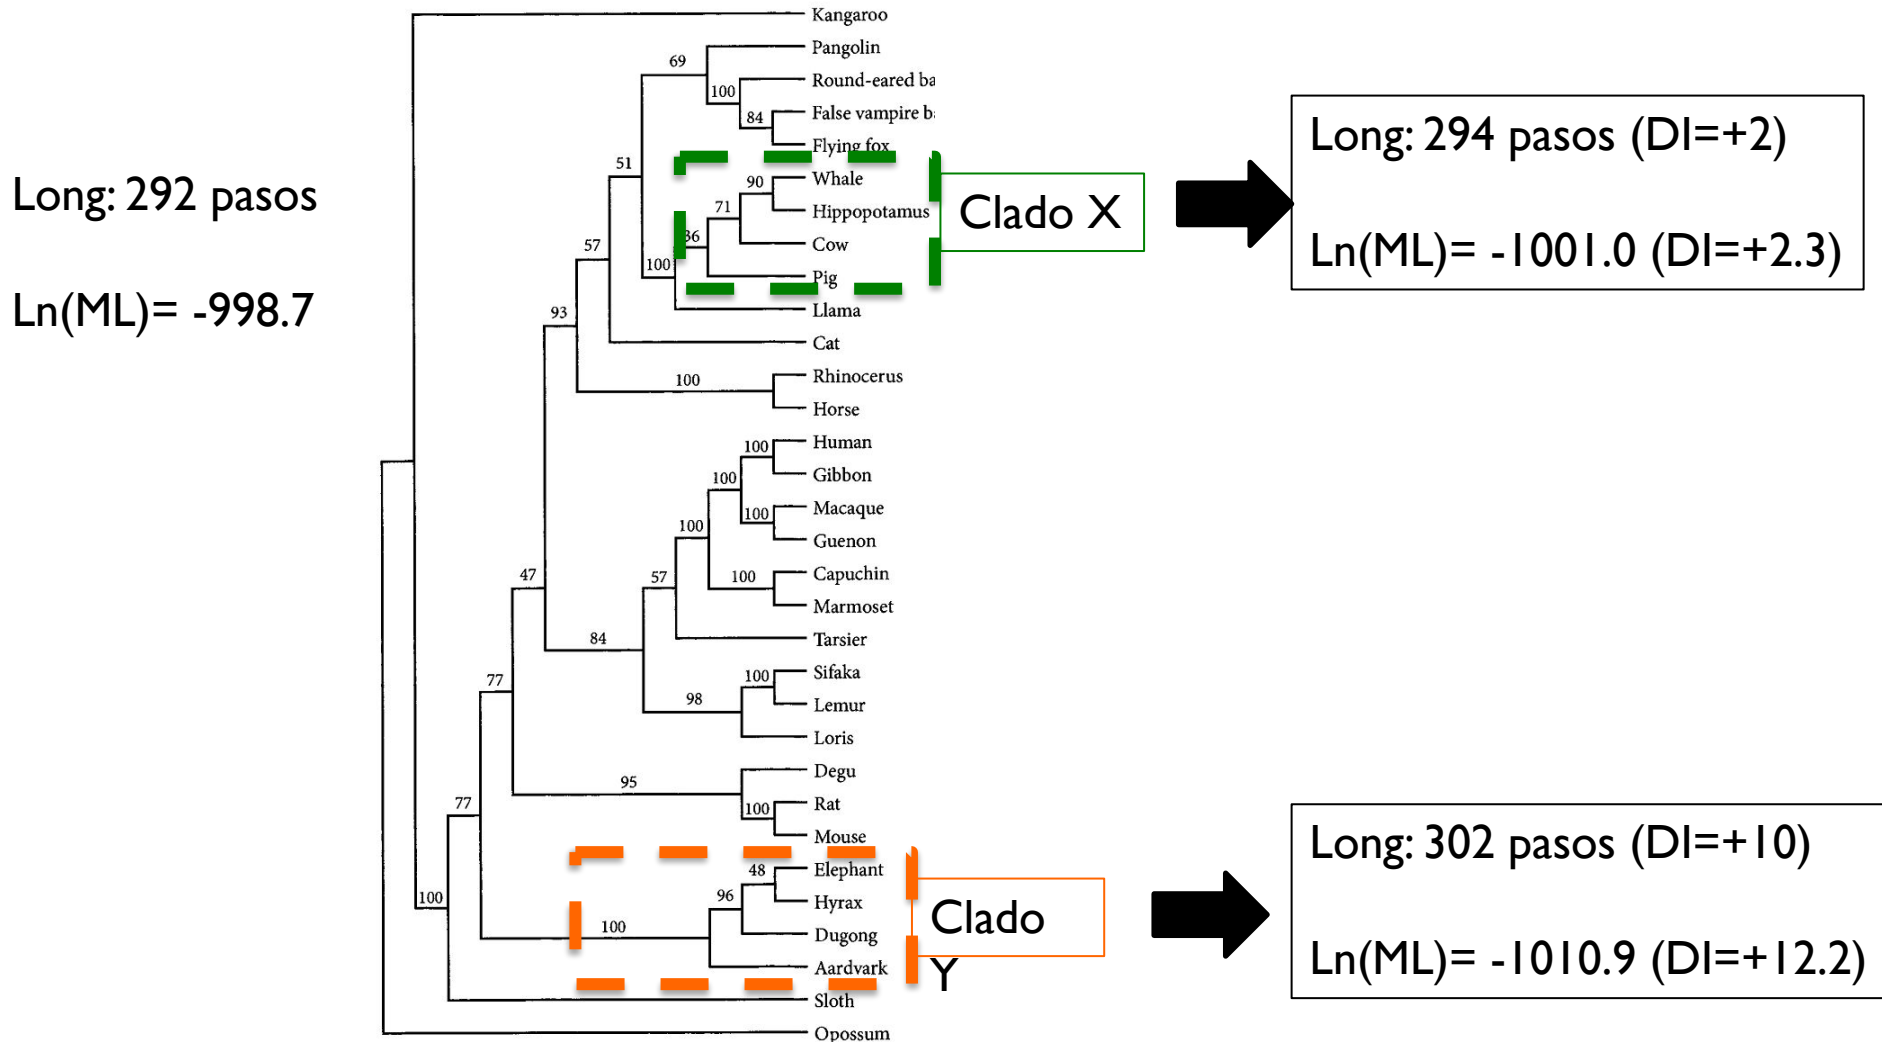 Long: 292 pasos
Ln(ML)= -998.7
Kangaroo
Pangolin
69
Round-eared ba
100
False vampire b
84
Flying fox
51
Whale
90
Hippopotamus
71
Cow
36
Pig
100
Llama
57
Cat
93
Rhinocerus
100
Horse
Human
100
Gibbon
100
Macaque
100
Guenon
100
Capuchin
100
Marmoset
57
47
Tarsier
84
Sifaka
100
Lemur
98
Loris
77
Degu
95
Rat
100
Mouse
77
Elephant
48
Hyrax
96
Dugong
100
Aardvark
100
Sloth
Opossum
Clado X
Long: 294 pasos (DI=+2)
Ln(ML)= -1001.0 (DI=+2.3)
Clado
Y
Long: 302 pasos (DI=+10)
Ln(ML)= -1010.9 (DI=+12.2)